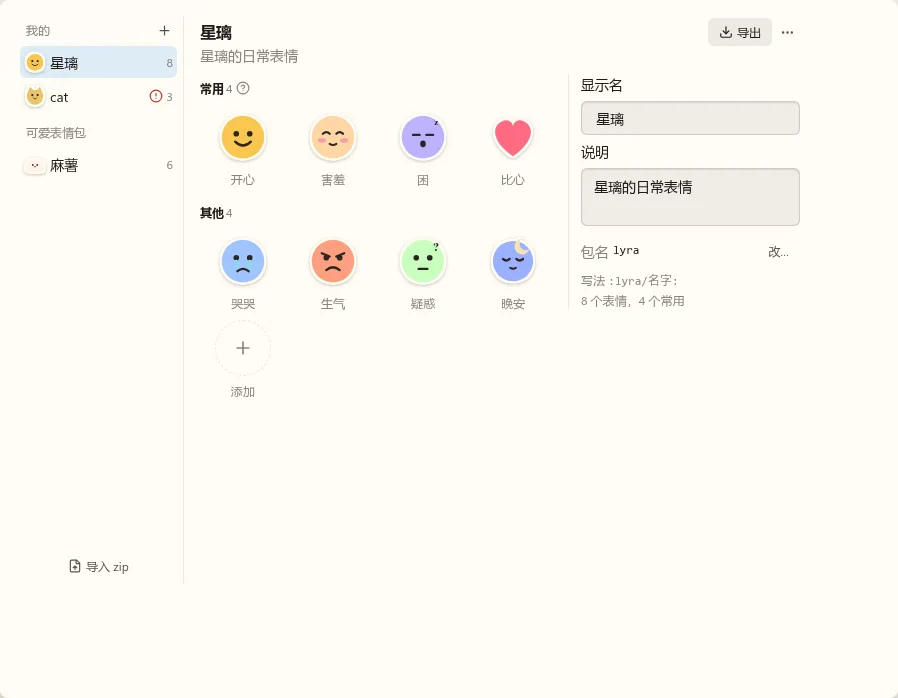 我的
星璃 8
cat 3
可爱表情包
麻薯 6
导入 zip
星璃
星璃的日常表情
导出
常用 4
开心
害羞
困
比心
其他 4
哭哭
生气
疑惑
晚安
添加
显示名
星璃
说明
星璃的日常表情
包名 lyra 改...
写法 :lyra/名字:
8 个表情，4 个常用